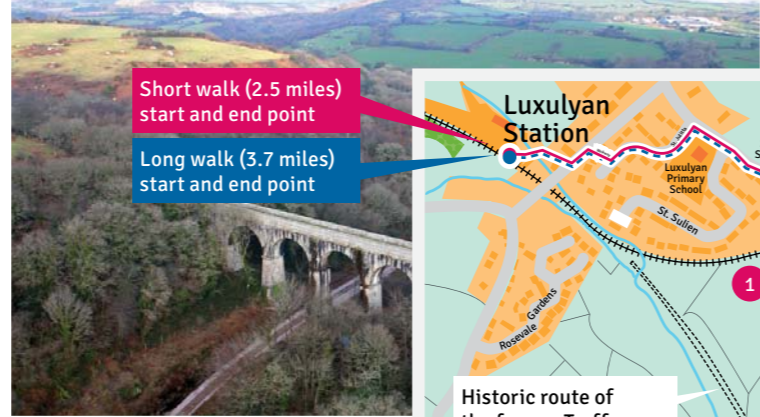 Short walk (2.5 miles)
start and end point
Long walk (3.7 miles)
start and end point
Luxulyan
Station
Luxulyan
Primary
School
St. Sulien
1
Rosevale Gardens
Historic route of